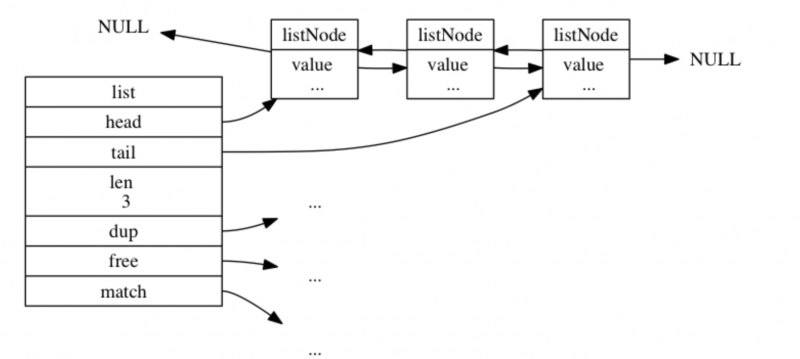 NULL
listNode
value
...
listNode
value
...
listNode
value
...
NULL
list
head
tail
len
3
dup
free
match
...
...
...